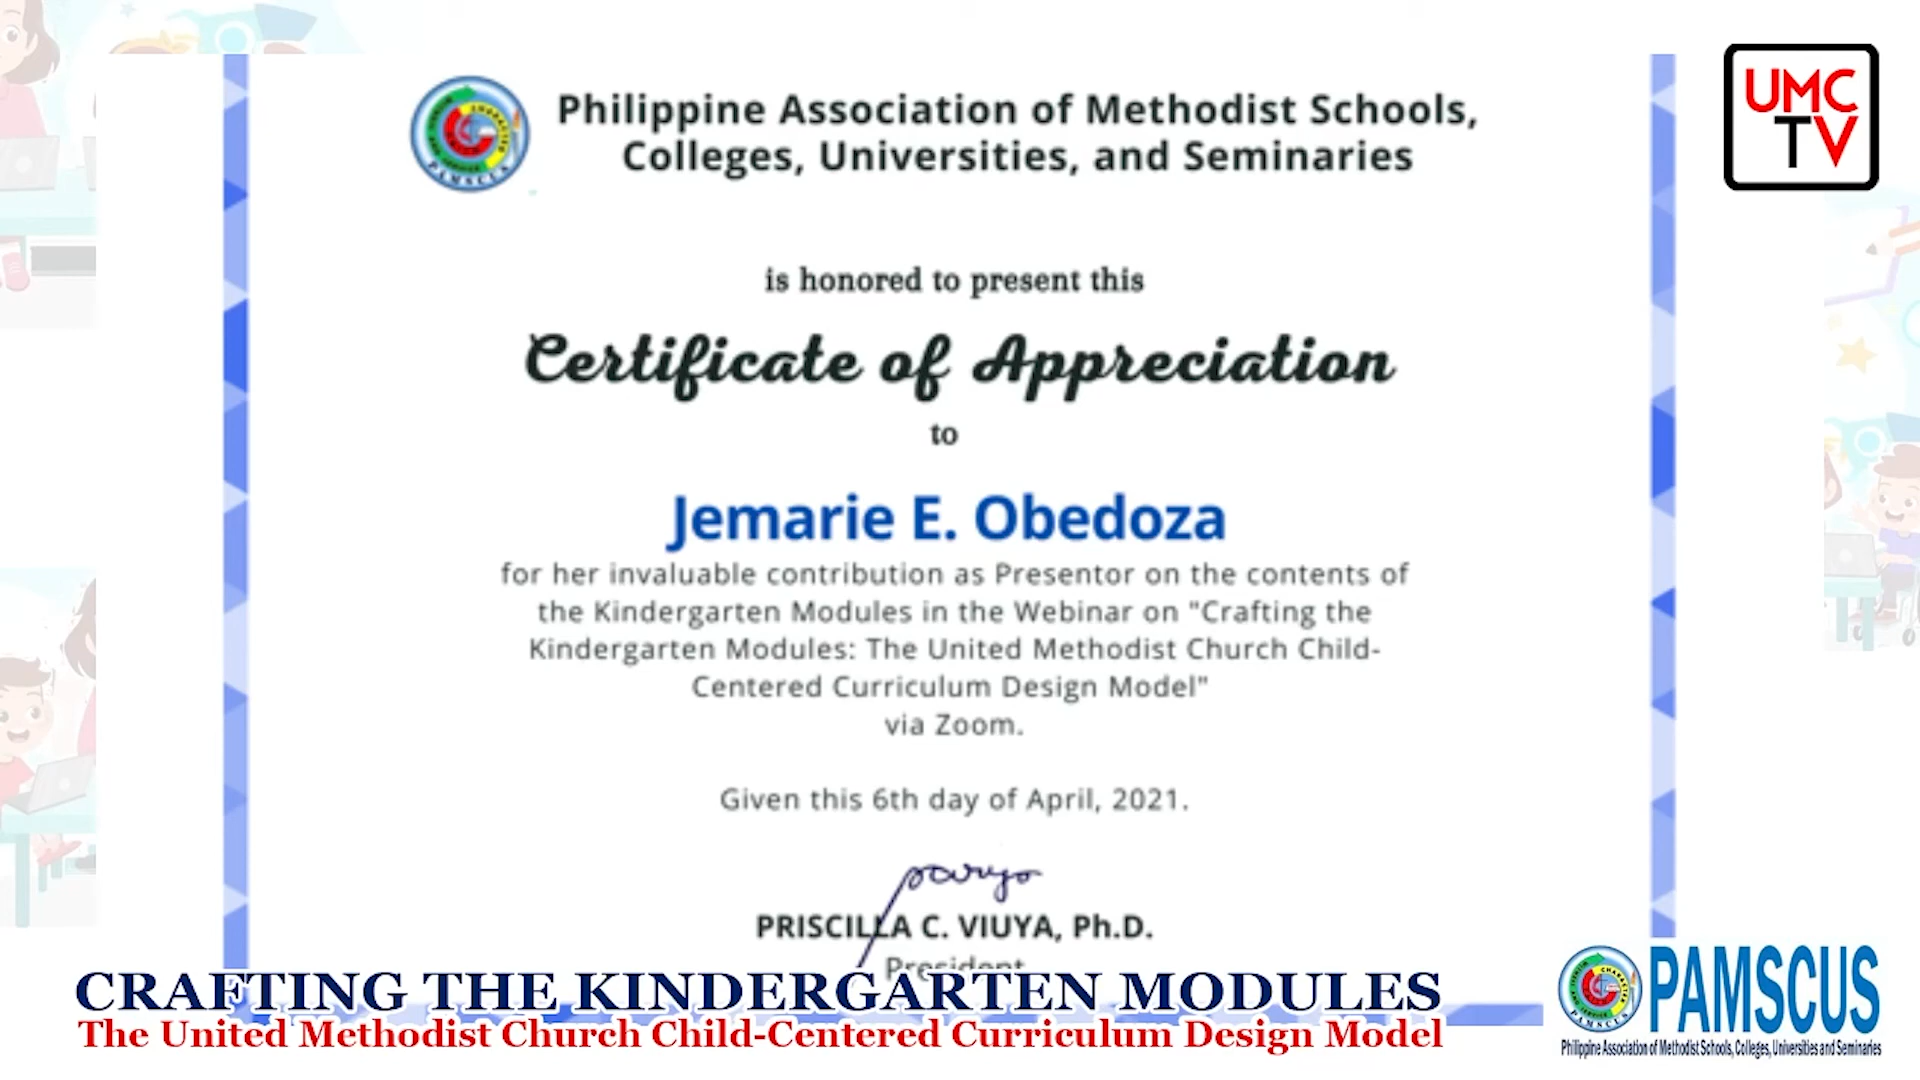 Philippine Association of Methodist Schools,
Colleges, Universities, and Seminaries
UMC
TV
is honored to present this
Certificate of Appreciation
to
Jemarie E. Obedoza
for her invaluable contribution as Presentor on the contents of
the Kindergarten Modules in the Webinar on "Crafting the
Kindergarten Modules: The United Methodist Church Child-
Centered Curriculum Design Model"
via Zoom.
Given this 6th day of April, 2021.
PRISCILLA C. VIUYA, Ph.D.
President
CRAFTING THE KINDERGARTEN MODULES
The United Methodist Church Child-Centered Curriculum Design Model
PAMSCUS
Philippine Association of Methodist Schools, Colleges, Universities and Seminaries